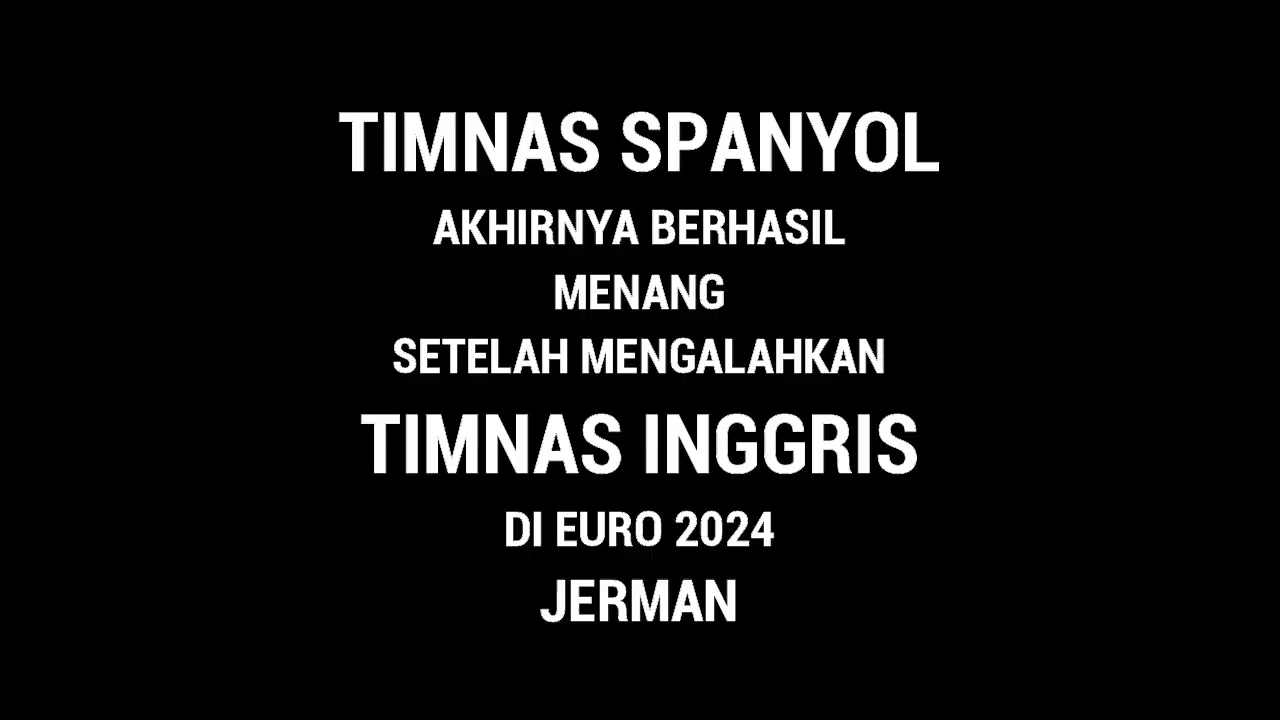 TIMNAS SPANYOL
AKHIRNYA BERHASIL
MENANG
SETELAH MENGALAHKAN
TIMNAS INGGRIS
DI EURO 2024
JERMAN